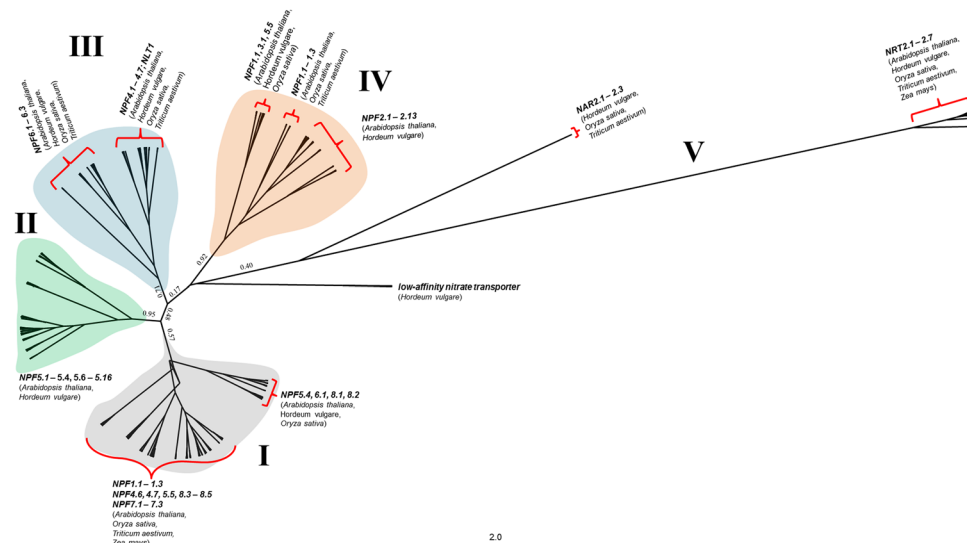 III
NPF6.1 – 6.3
(Arabidopsis thaliana,
Hordeum vulgare,
Oryza sativa,
Triticum aestivum)
NPF4.1 – 4.7; NLT1
(Arabidopsis thaliana,
Hordeum vulgare,
Oryza sativa,
Triticum aestivum)
NPF1.1, 3.1, 5.5
(Arabidopsis thaliana,
Hordeum vulgare,
Oryza sativa)
NPF1.1 – 1.3
(Arabidopsis thaliana,
Oryza sativa,
Triticum aestivum)
IV
NPF2.1 – 2.13
(Arabidopsis thaliana,
Hordeum vulgare)
NAR2.1 – 2.3
(Hordeum vulgare,
Oryza sativa,
Triticum aestivum)
NRT2.1 – 2.7
(Arabidopsis thaliana,
Hordeum vulgare,
Oryza sativa,
Triticum aestivum,
Zea mays)
V
II
0.92
0.40
0.71
0.17
0.48
0.95
0.57
low-affinity nitrate transporter
(Hordeum vulgare)
NPF5.1 – 5.4, 5.6 – 5.16
(Arabidopsis thaliana,
Hordeum vulgare)
NPF5.4, 6.1, 8.1, 8.2
(Arabidopsis thaliana,
Hordeum vulgare,
Oryza sativa)
I
NPF1.1 – 1.3
NPF4.6, 4.7, 5.5, 8.3 – 8.5
NPF7.1 – 7.3
(Arabidopsis thaliana,
Oryza sativa,
Triticum aestivum,
Zea mays)
2.0